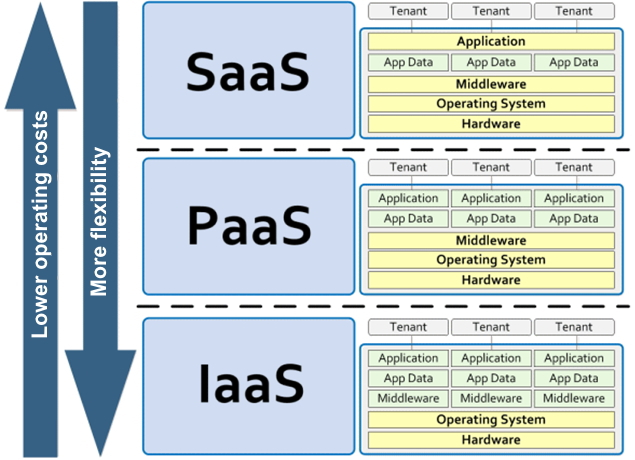 Lower operating costs
More flexibility
SaaS
Tenant Tenant Tenant
Application
App Data App Data App Data
Middleware
Operating System
Hardware
PaaS
Tenant Tenant Tenant
Application Application Application
App Data App Data App Data
Middleware
Operating System
Hardware
IaaS
Tenant Tenant Tenant
Application Application Application
App Data App Data App Data
Middleware Middleware Middleware
Operating System
Hardware